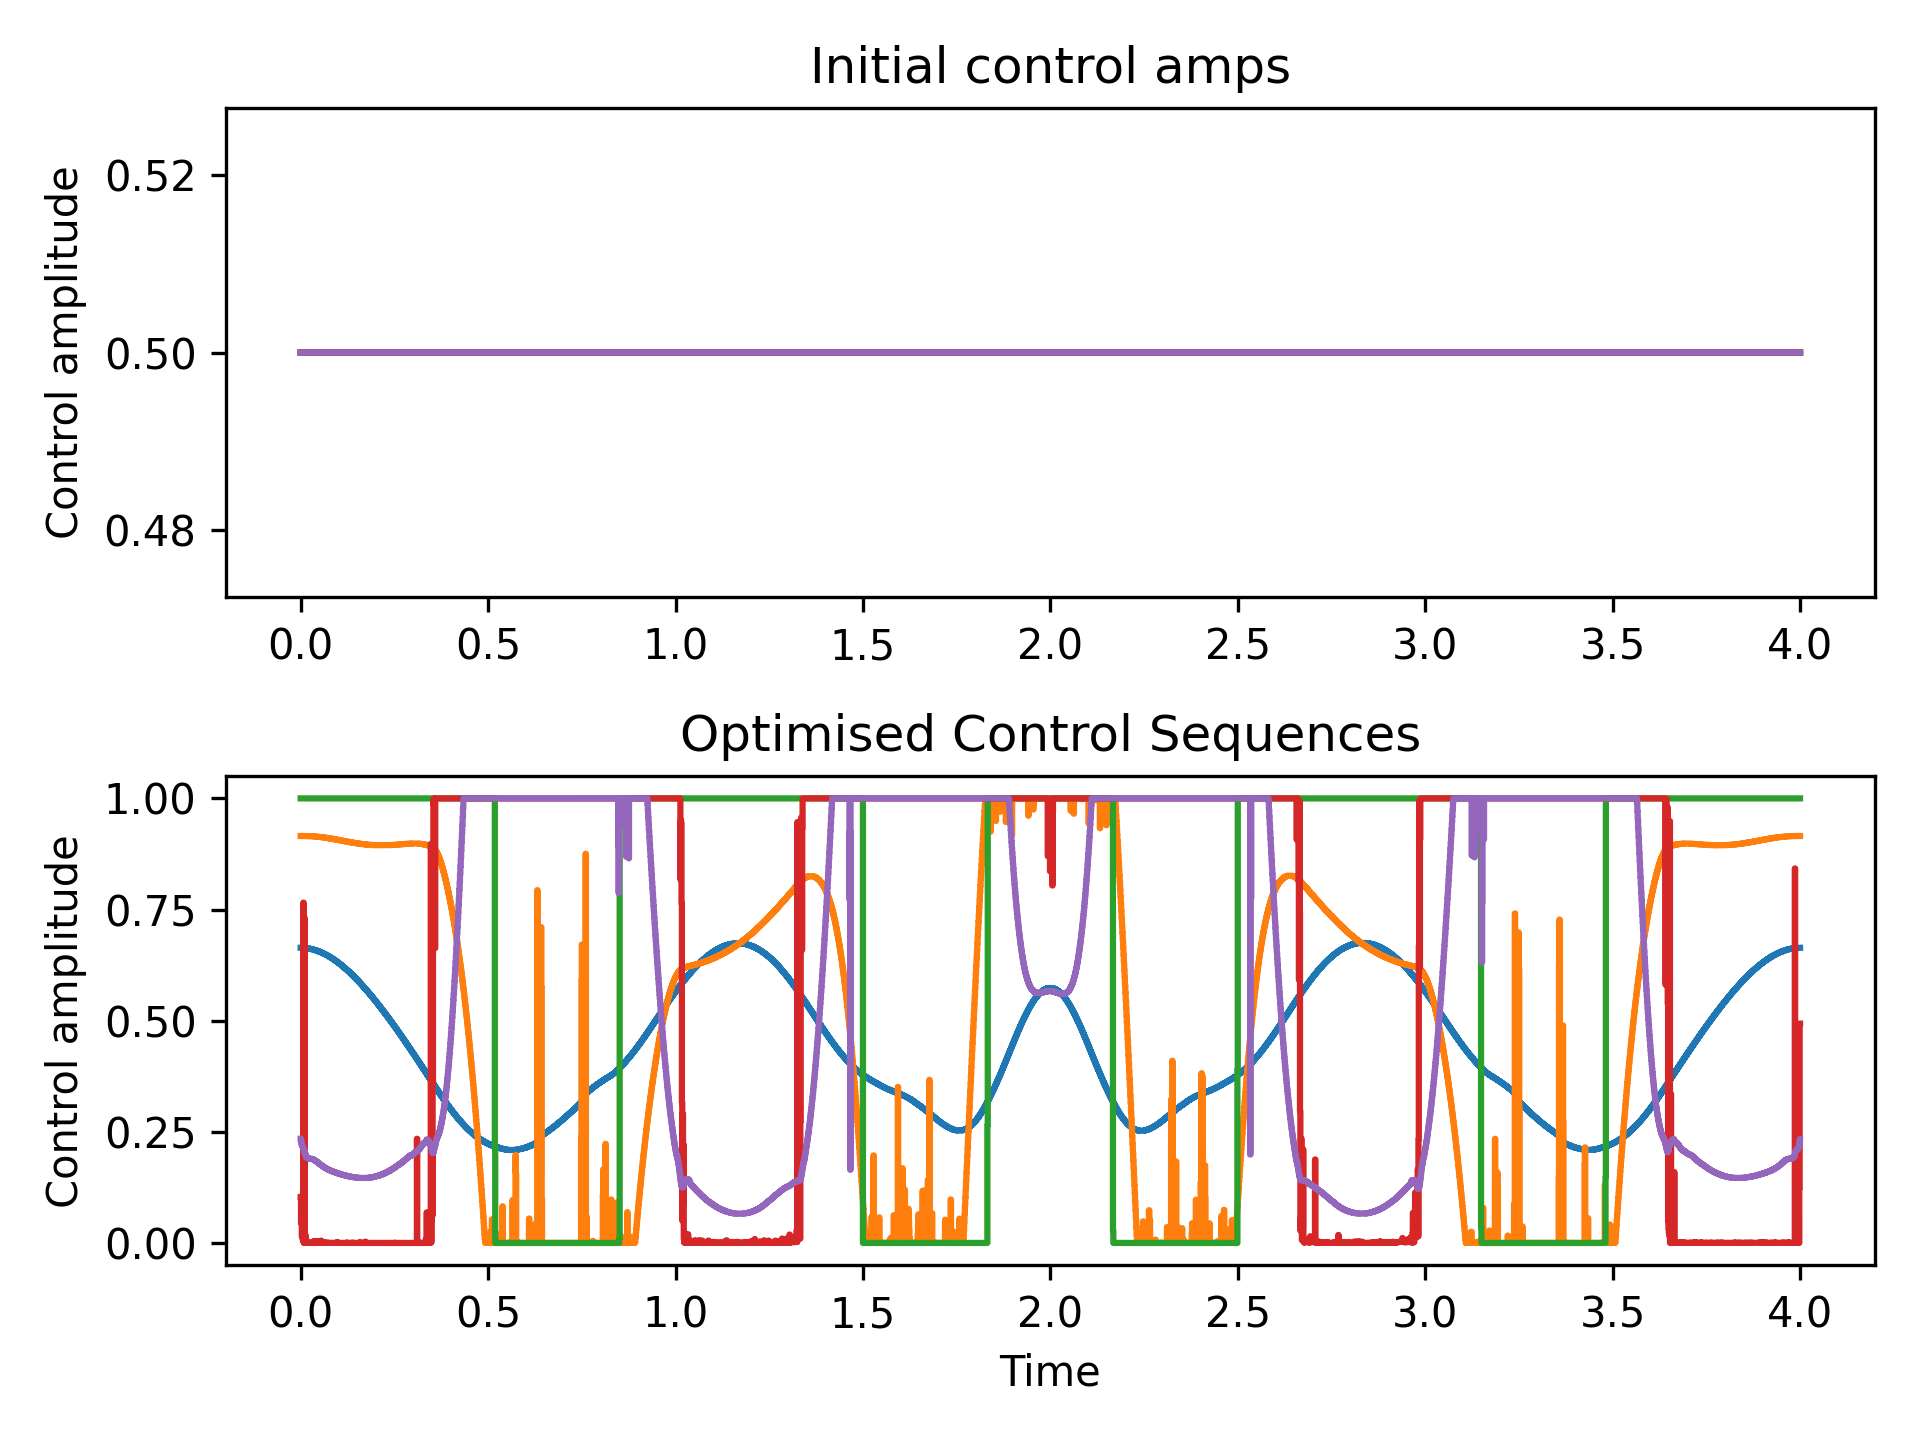 Initial control amps
Control amplitude
0.52
0.50
0.48
0.0 0.5 1.0 1.5 2.0 2.5 3.0 3.5 4.0
Optimised Control Sequences
Control amplitude
1.00
0.75
0.50
0.25
0.00
0.0 0.5 1.0 1.5 2.0 2.5 3.0 3.5 4.0
Time